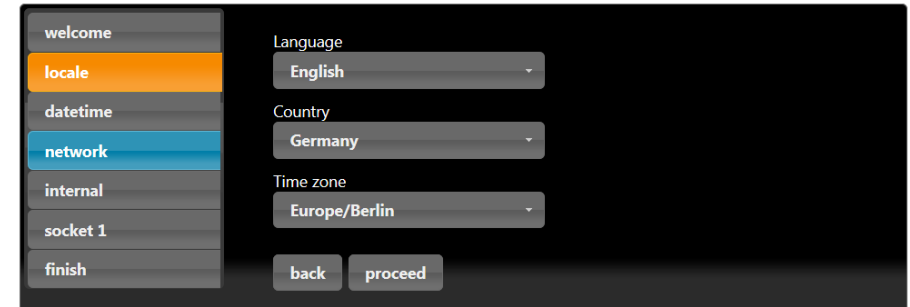 welcome
locale
datetime
network
internal
socket 1
finish
Language
English
Country
Germany
Time zone
Europe/Berlin
back proceed